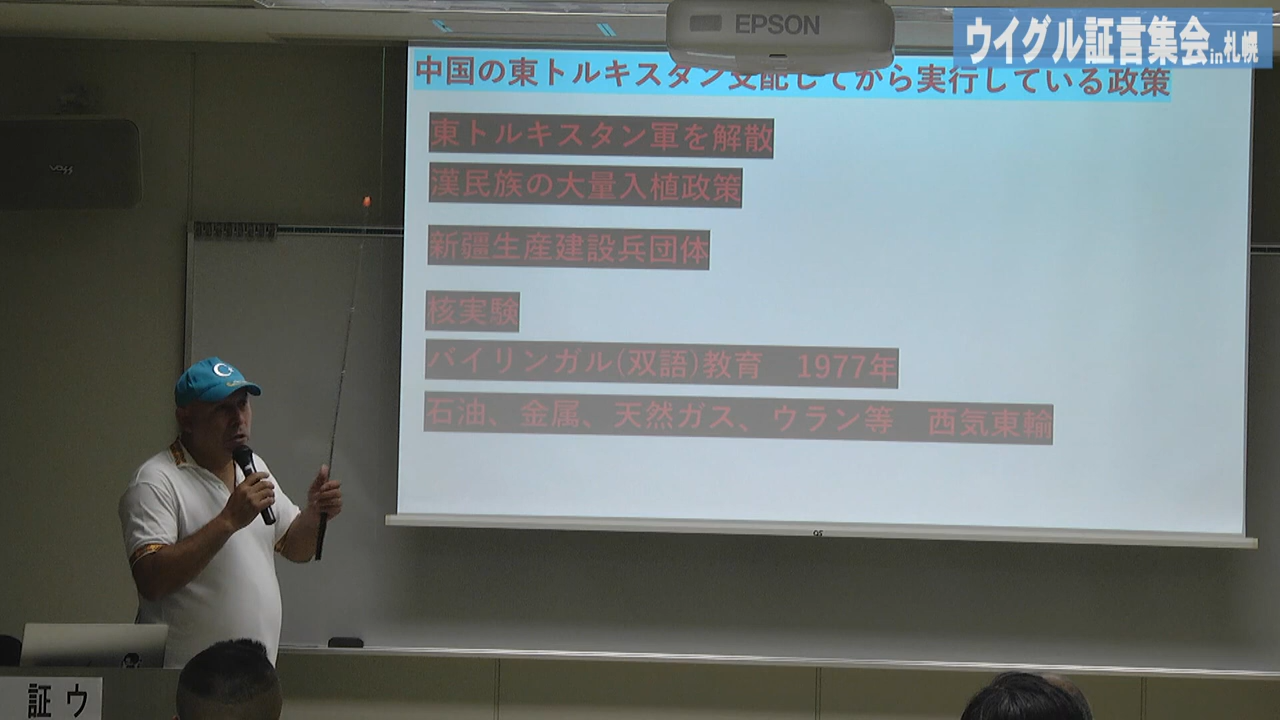 EPSON
ウイグル証言集会in札幌
中国の東トルキスタン支配してから実行している政策
東トルキスタン軍を解散
漢民族の大量入植政策
新疆生産建設兵団体
核実験
バイリンガル(双語)教育　1977年
石油、金属、天然ガス、ウラン等　西気東輸
VOSS
OS
証 ウ